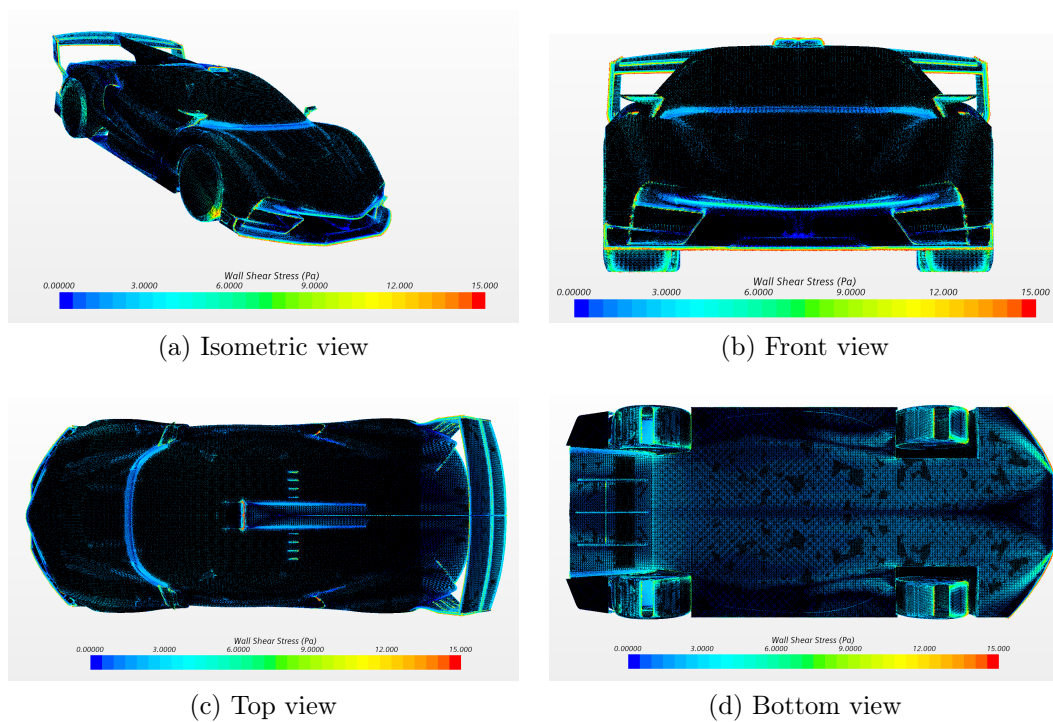 Wall Shear Stress (Pa)
0.00000 3.0000 6.0000 9.0000 12.000 15.000
(a) Isometric view
Wall Shear Stress (Pa)
0.00000 3.0000 6.0000 9.0000 12.000 15.000
(b) Front view
Wall Shear Stress (Pa)
0.00000 3.0000 6.0000 9.0000 12.000 15.000
(c) Top view
Wall Shear Stress (Pa)
0.00000 3.0000 6.0000 9.0000 12.000 15.000
(d) Bottom view